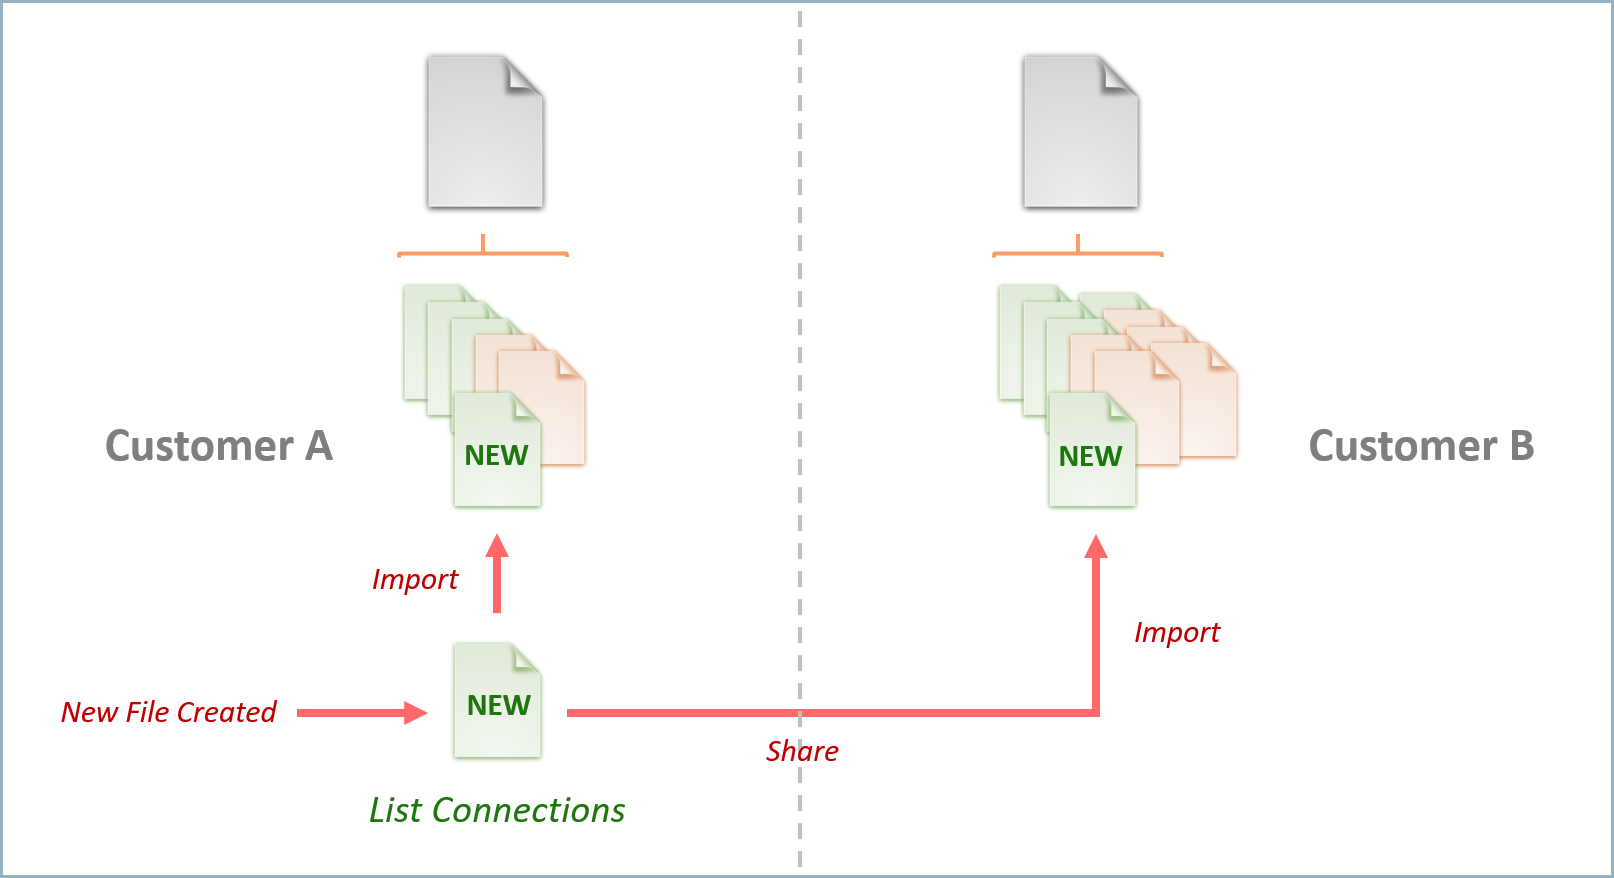 Customer A
NEW
NEW
Customer B
Import
Import
New File Created
NEW
Share
List Connections